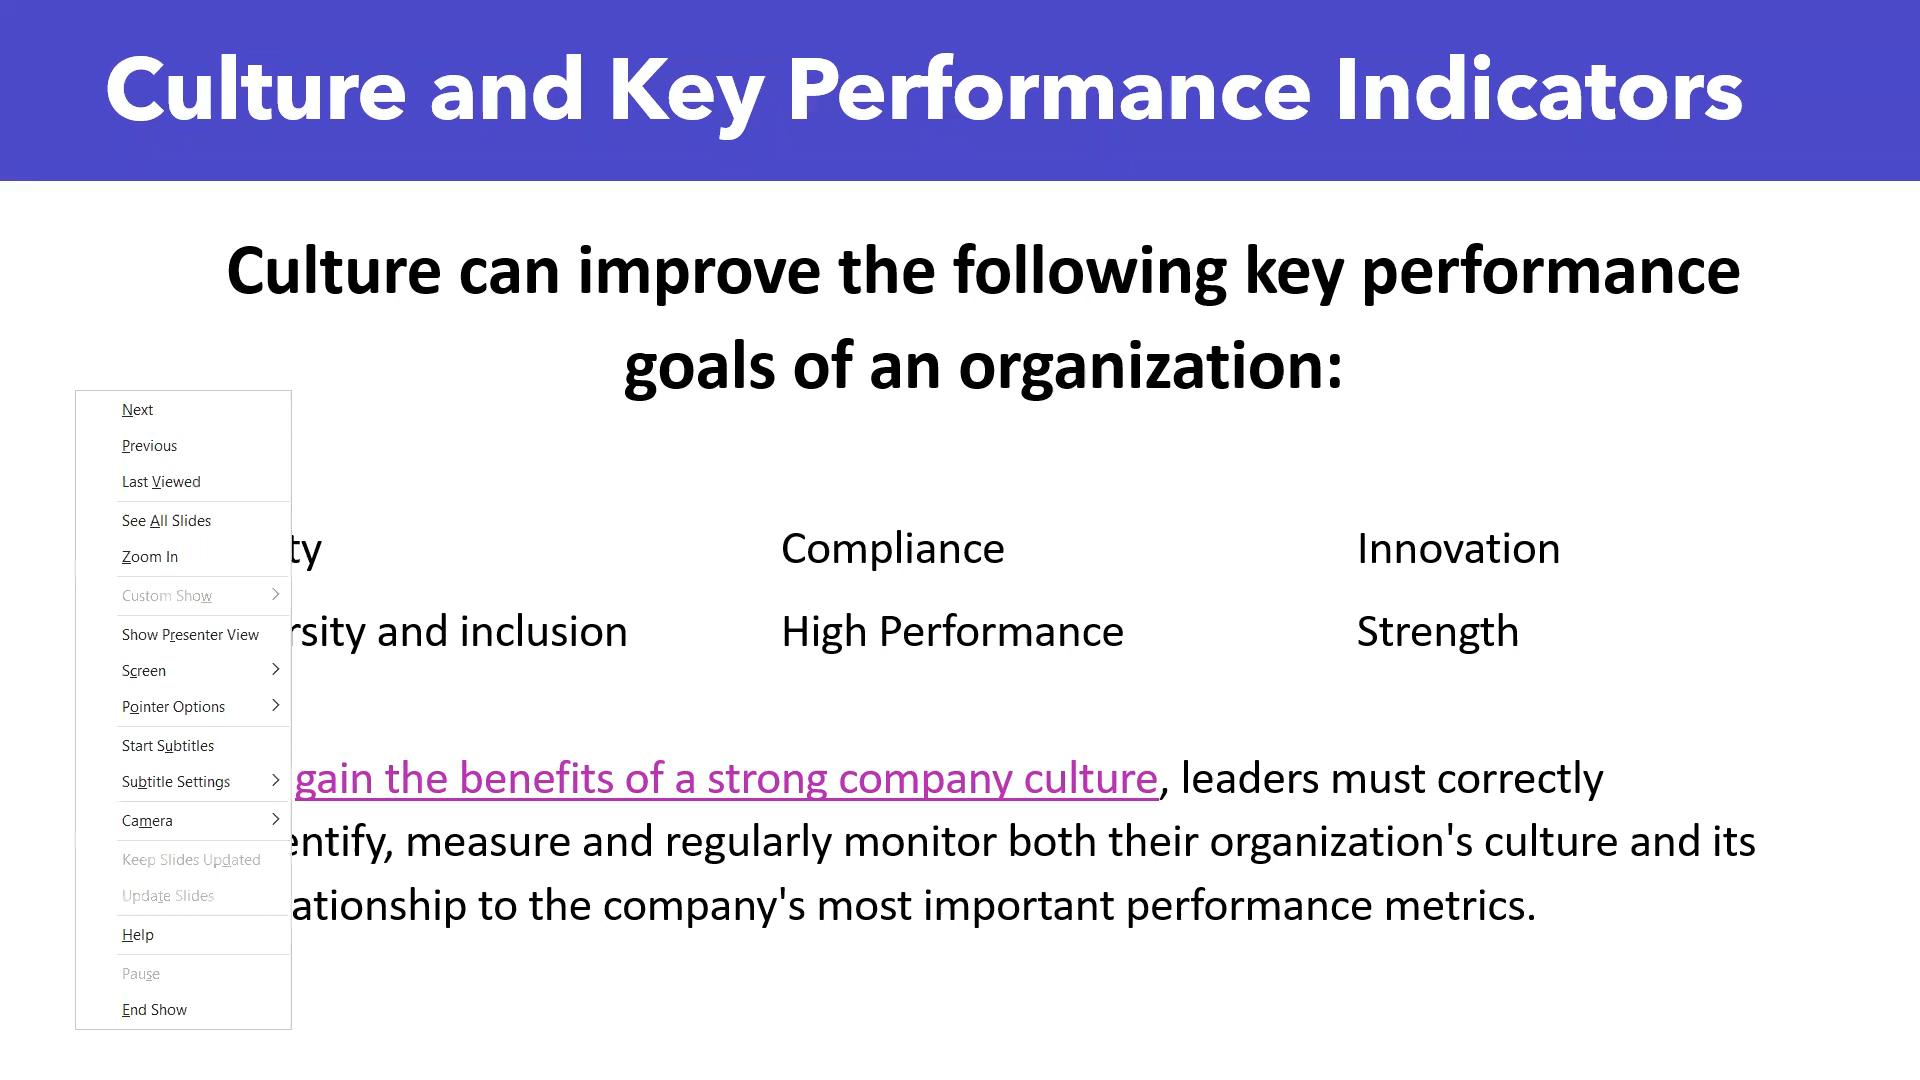 Culture and Key Performance Indicators
Culture can improve the following key performance
goals of an organization:
Next
Previous
Last Viewed
See All Slides
Zoom In
Custom Show
Show Presenter View
Screen
Pointer Options
Start Subtitles
Subtitle Settings
Camera
Keep Slides Updated
Update Slides
Help
Pause
End Show
Compliance
Innovation
and inclusion
High Performance
Strength
gain the benefits of a strong company culture, leaders must correctly
measure and regularly monitor both their organization's culture and its
to the company's most important performance metrics.